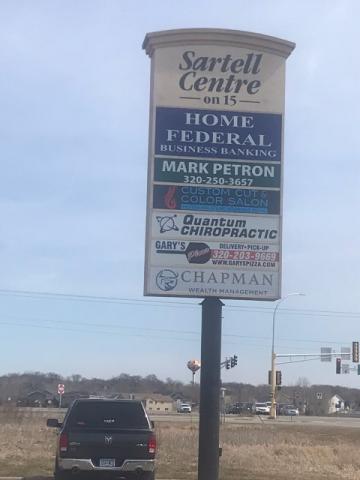 Sartell
Centre
on 15
HOME
FEDERAL
BUSINESS BANKING
MARK PETRON
320-250-3657
CUSTOM CUT &
COLOR SALON
Quantum
CHIROPRACTIC
GARY'S Pizza DELIVERY • PICK-UP
320-203-9669
WWW.GARYSPIZZA.COM
CHAPMAN
WEALTH MANAGEMENT